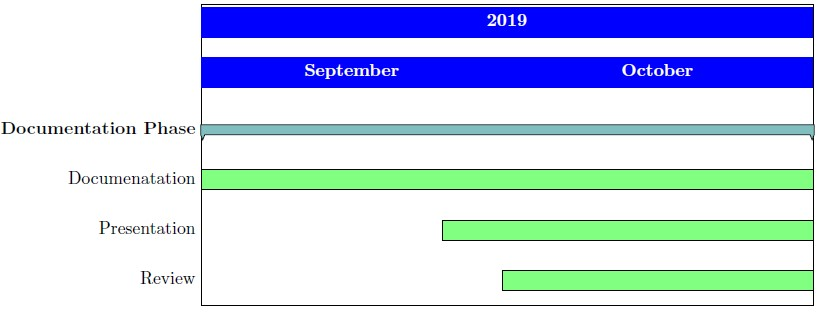 2019
September October
Documentation Phase
Documenatation
Presentation
Review